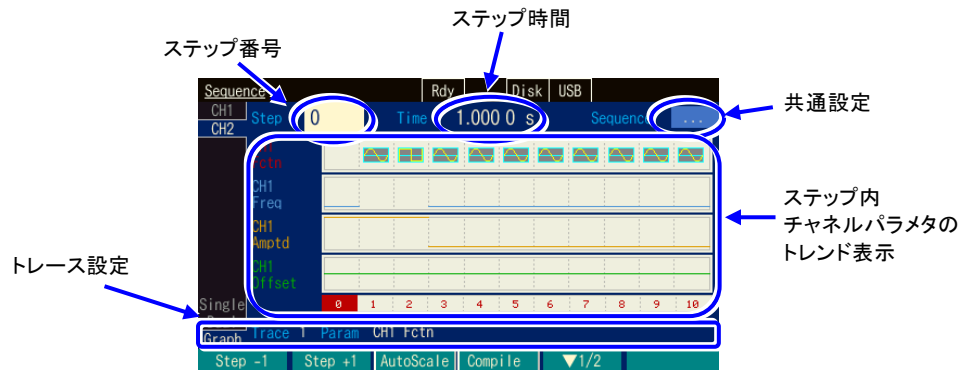 ステップ時間
ステップ番号
共通設定
Sequence Rdy Disk USB
CH1 Step 0 Time 1.000 0 s Sequence ...
CH2
CH1
Fctn
CH1
Freq
CH1
Amptd
CH1
Offset
ステップ内
チャネルパラメタの
トレンド表示
トレース設定
Single 0 1 2 3 4 5 6 7 8 9 10
Graph Trace 1 Param CH1 Fctn
Step -1 Step +1 AutoScale Compile ▼1/2